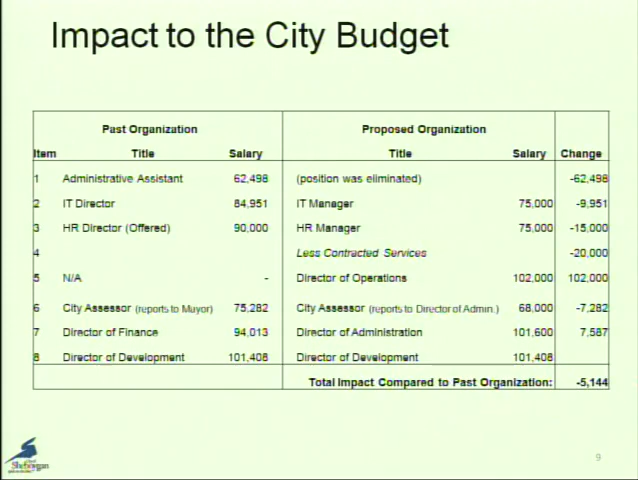 Impact to the City Budget
Past Organization Proposed Organization
Item Title Salary Title Salary Change
1 Administrative Assistant 62,498 (position was eliminated) -62,498
2 IT Director 84,951 IT Manager 75,000 -9,951
3 HR Director (Offered) 90,000 HR Manager 75,000 -15,000
4 Less Contracted Services -20,000
5 N/A - Director of Operations 102,000 102,000
6 City Assessor (reports to Mayor) 75,282 City Assessor (reports to Director of Admin.) 68,000 -7,282
7 Director of Finance 94,013 Director of Administration 101,600 7,587
8 Director of Development 101,408 Director of Development 101,408
Total Impact Compared to Past Organization: -5,144
9